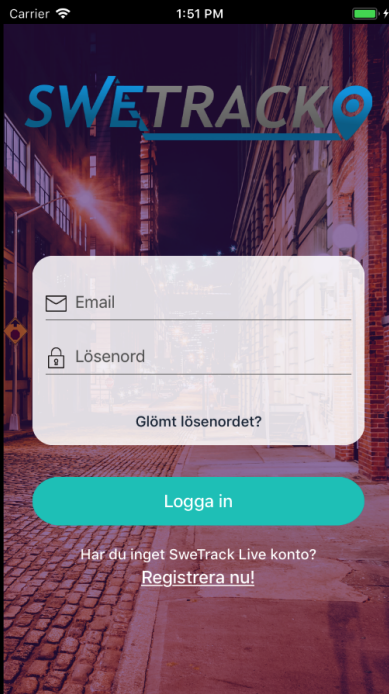 Carrier 1:51 PM
SWETRACK
Email
Lösenord
Glömt lösenordet?
Logga in
Har du inget SweTrack Live konto?
Registrera nu!